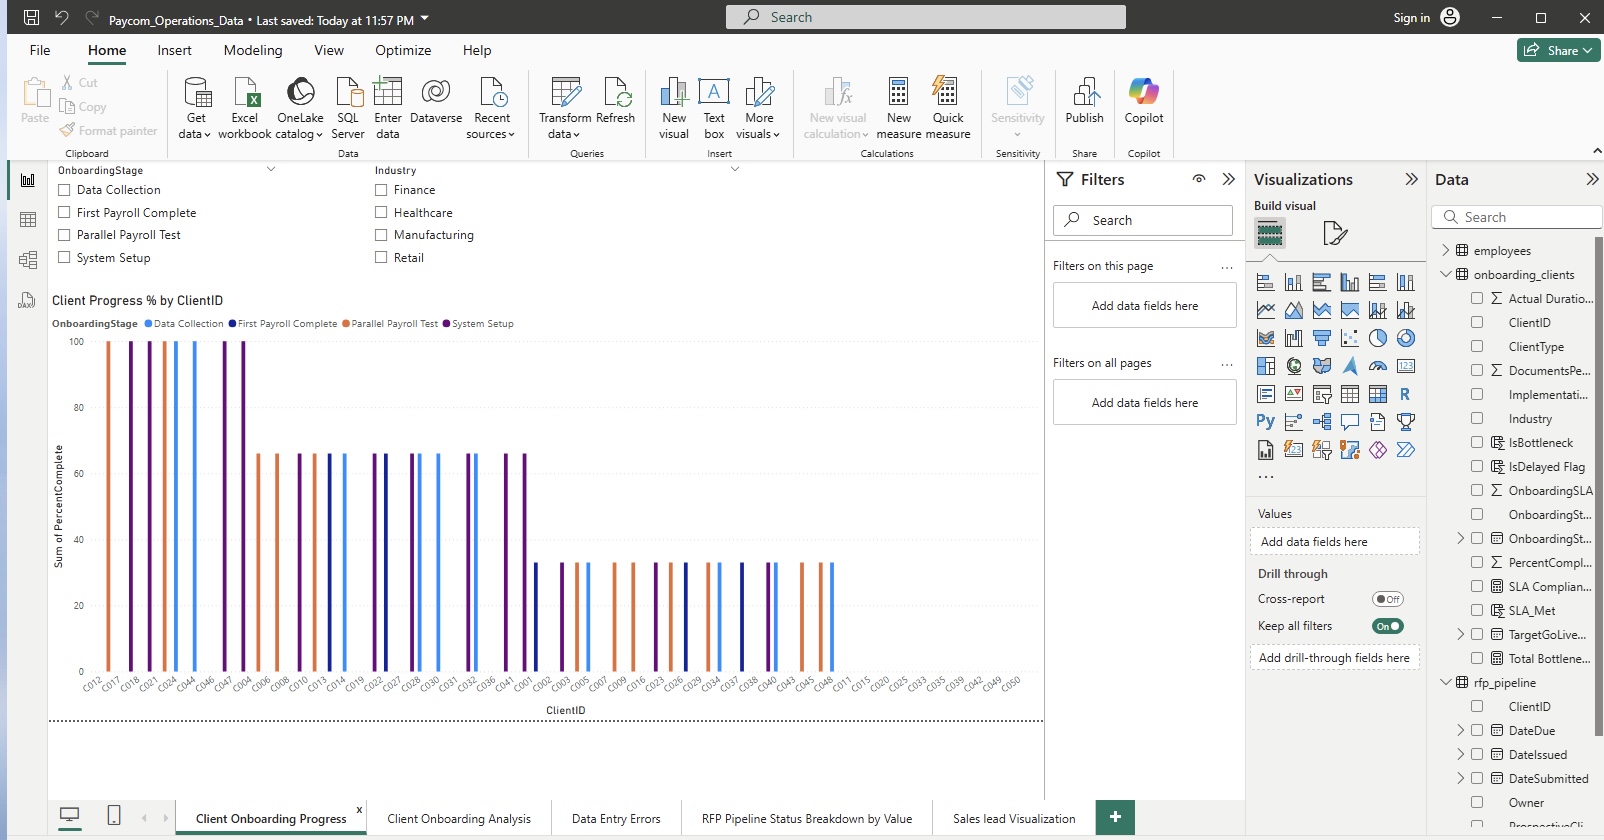 Paycom_Operations_Data • Last saved: Today at 11:57 PM
Search
Sign in
File
Home
Insert
Modeling
View
Optimize
Help
Share
Paste
Cut
Copy
Format painter
Clipboard
Get data
Excel workbook
OneLake catalog
SQL Server
Enter data
Dataverse
Recent sources
Data
Transform data
Refresh
Queries
New visual
Text box
More visuals
Insert
New visual calculation
New measure
Quick measure
Calculations
Sensitivity
Sensitivity
Publish
Share
Copilot
Copilot
OnboardingStage
Data Collection
First Payroll Complete
Parallel Payroll Test
System Setup
Industry
Finance
Healthcare
Manufacturing
Retail
Client Progress % by ClientID
OnboardingStage Data Collection First Payroll Complete Parallel Payroll Test System Setup
100
80
60
40
20
0
Sum of PercentComplete
C012 C017 C018 C021 C024 C044 C046 C047 C004 C006 C008 C010 C013 C014 C019 C022 C027 C028 C030 C031 C032 C036 C041 C001 C002 C003 C005 C007 C009 C016 C023 C026 C029 C034 C037 C038 C040 C043 C045 C048 C011 C015 C020 C025 C033 C035 C039 C042 C049 C050
ClientID
Filters
Search
Filters on this page
...
Add data fields here
Filters on all pages
...
Add data fields here
Visualizations
Build visual
123
R
Py
123
...
Values
Add data fields here
Drill through
Cross-report
Off
Keep all filters
On
Add drill-through fields here
Data
Search
employees
onboarding_clients
Actual Duratio...
ClientID
ClientType
DocumentsPe...
Implementati...
Industry
IsBottleneck
IsDelayed Flag
OnboardingSLA
OnboardingSt...
OnboardingSt...
PercentCompl...
SLA Complian...
SLA_Met
TargetGoLive...
Total Bottlene...
rfp_pipeline
ClientID
DateDue
DateIssued
DateSubmitted
Owner
ProspectiveCli...
Client Onboarding Progress
x
Client Onboarding Analysis
Data Entry Errors
RFP Pipeline Status Breakdown by Value
Sales lead Visualization
+